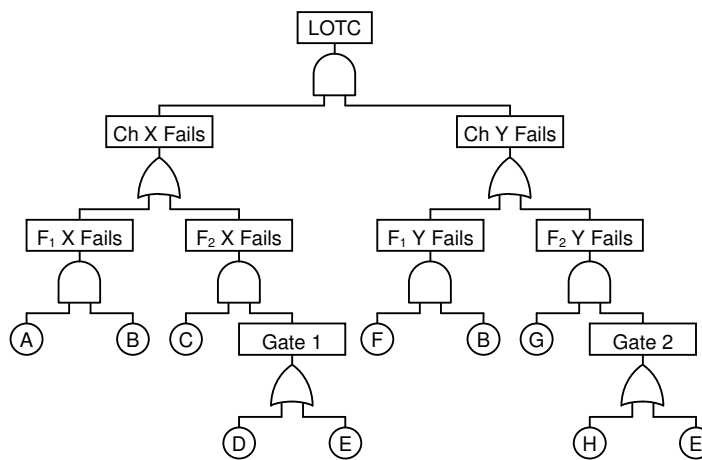 LOTC
Ch X Fails
Ch Y Fails
F₁ X Fails
F₂ X Fails
F₁ Y Fails
F₂ Y Fails
A
B
C
Gate 1
F
B
G
Gate 2
D
E
H
E